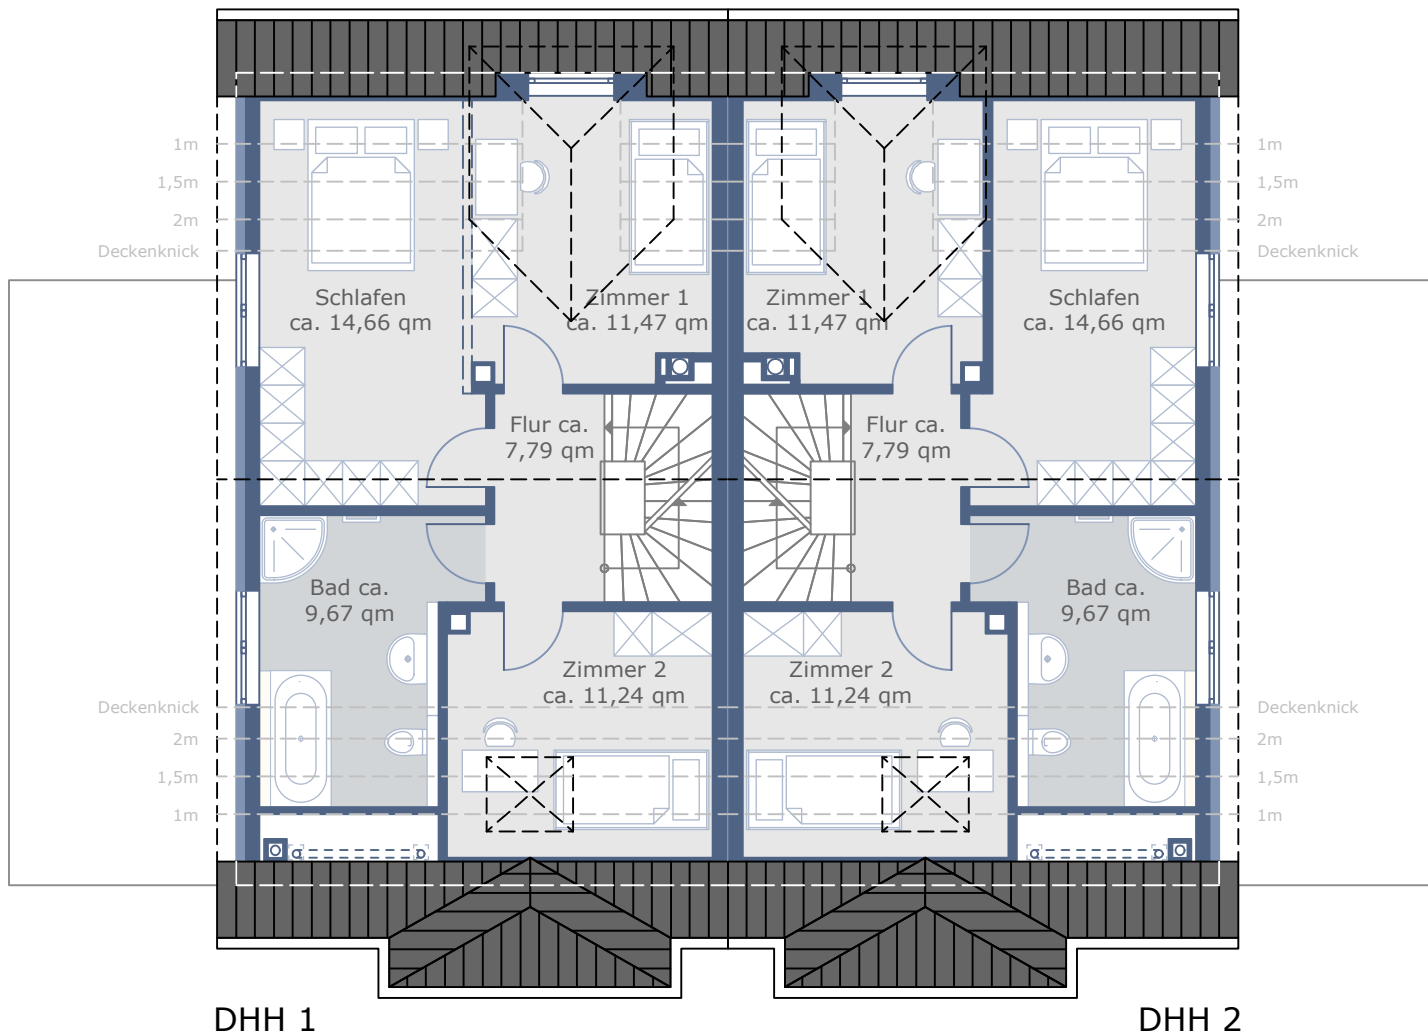 1m
1m
1,5m
1,5m
2m
2m
Deckenknick
Deckenknick
Schlafen
ca. 14,66 qm
Zimmer 1
ca. 11,47 qm
Zimmer 1
ca. 11,47 qm
Schlafen
ca. 14,66 qm
Flur ca.
7,79 qm
Flur ca.
7,79 qm
Bad ca.
9,67 qm
Bad ca.
9,67 qm
Zimmer 2
ca. 11,24 qm
Zimmer 2
ca. 11,24 qm
Deckenknick
Deckenknick
2m
2m
1,5m
1,5m
1m
1m
DHH 1
DHH 2